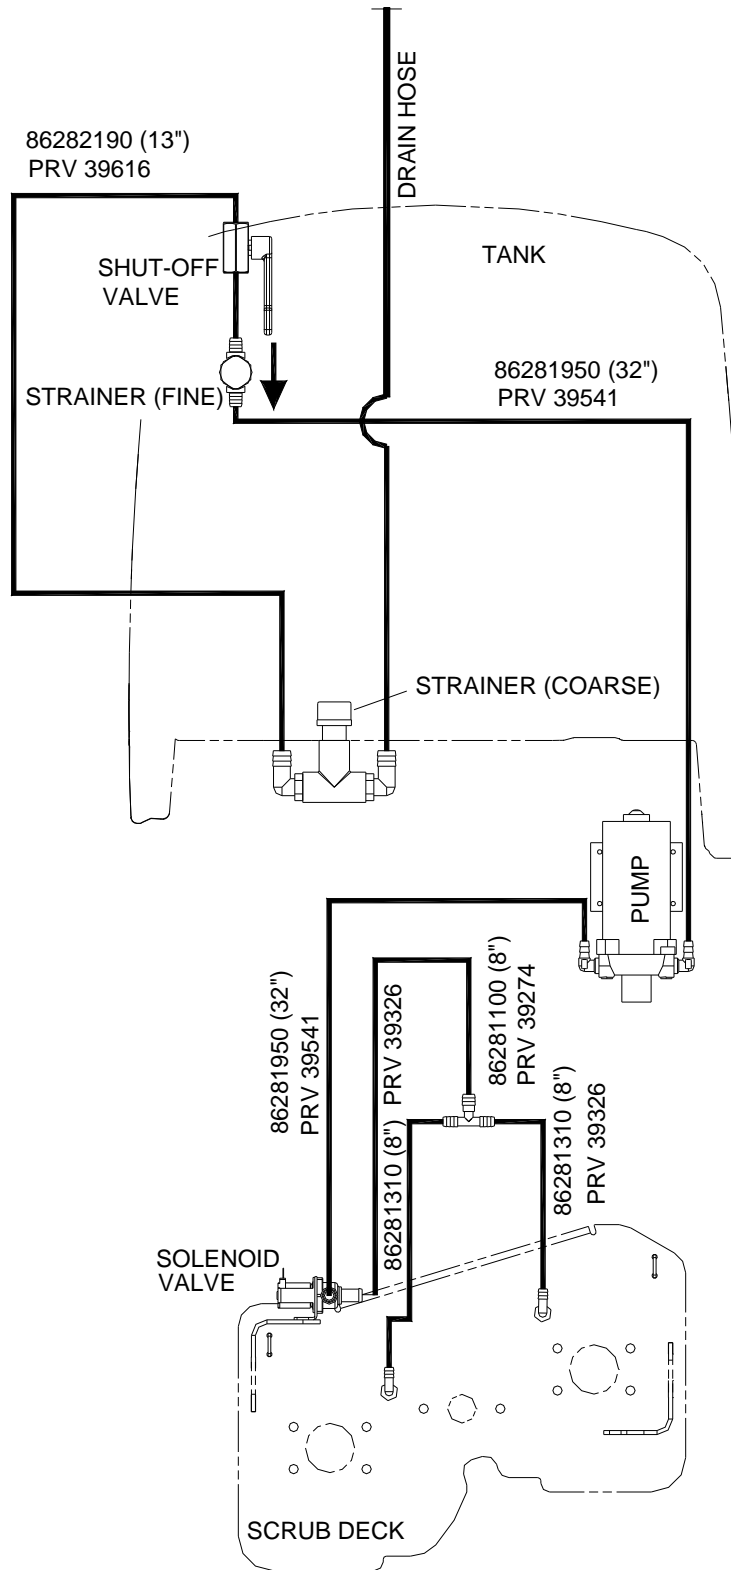 DRAIN HOSE
86282190 (13")
PRV 39616
SHUT-OFF
VALVE
TANK
STRAINER (FINE)
86281950 (32")
PRV 39541
STRAINER (COARSE)
PUMP
86281950 (32")
PRV 39541
PRV 39326
86281310 (8")
86281100 (8")
PRV 39274
86281310 (8")
PRV 39326
SOLENOID
VALVE
SCRUB DECK